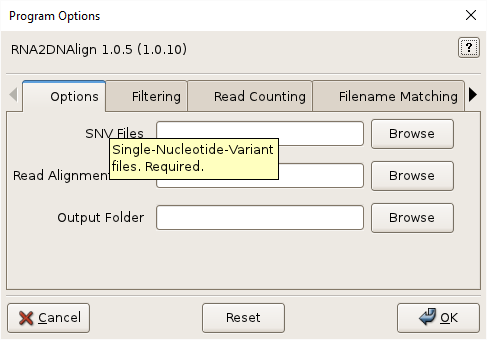 Program Options
RNA2DNAlign 1.0.5 (1.0.10)
?
Options Filtering Read Counting Filename Matching
SNV Files Browse
Single-Nucleotide-Variant
files. Required.
Read Alignment Browse
Output Folder Browse
Cancel Reset OK